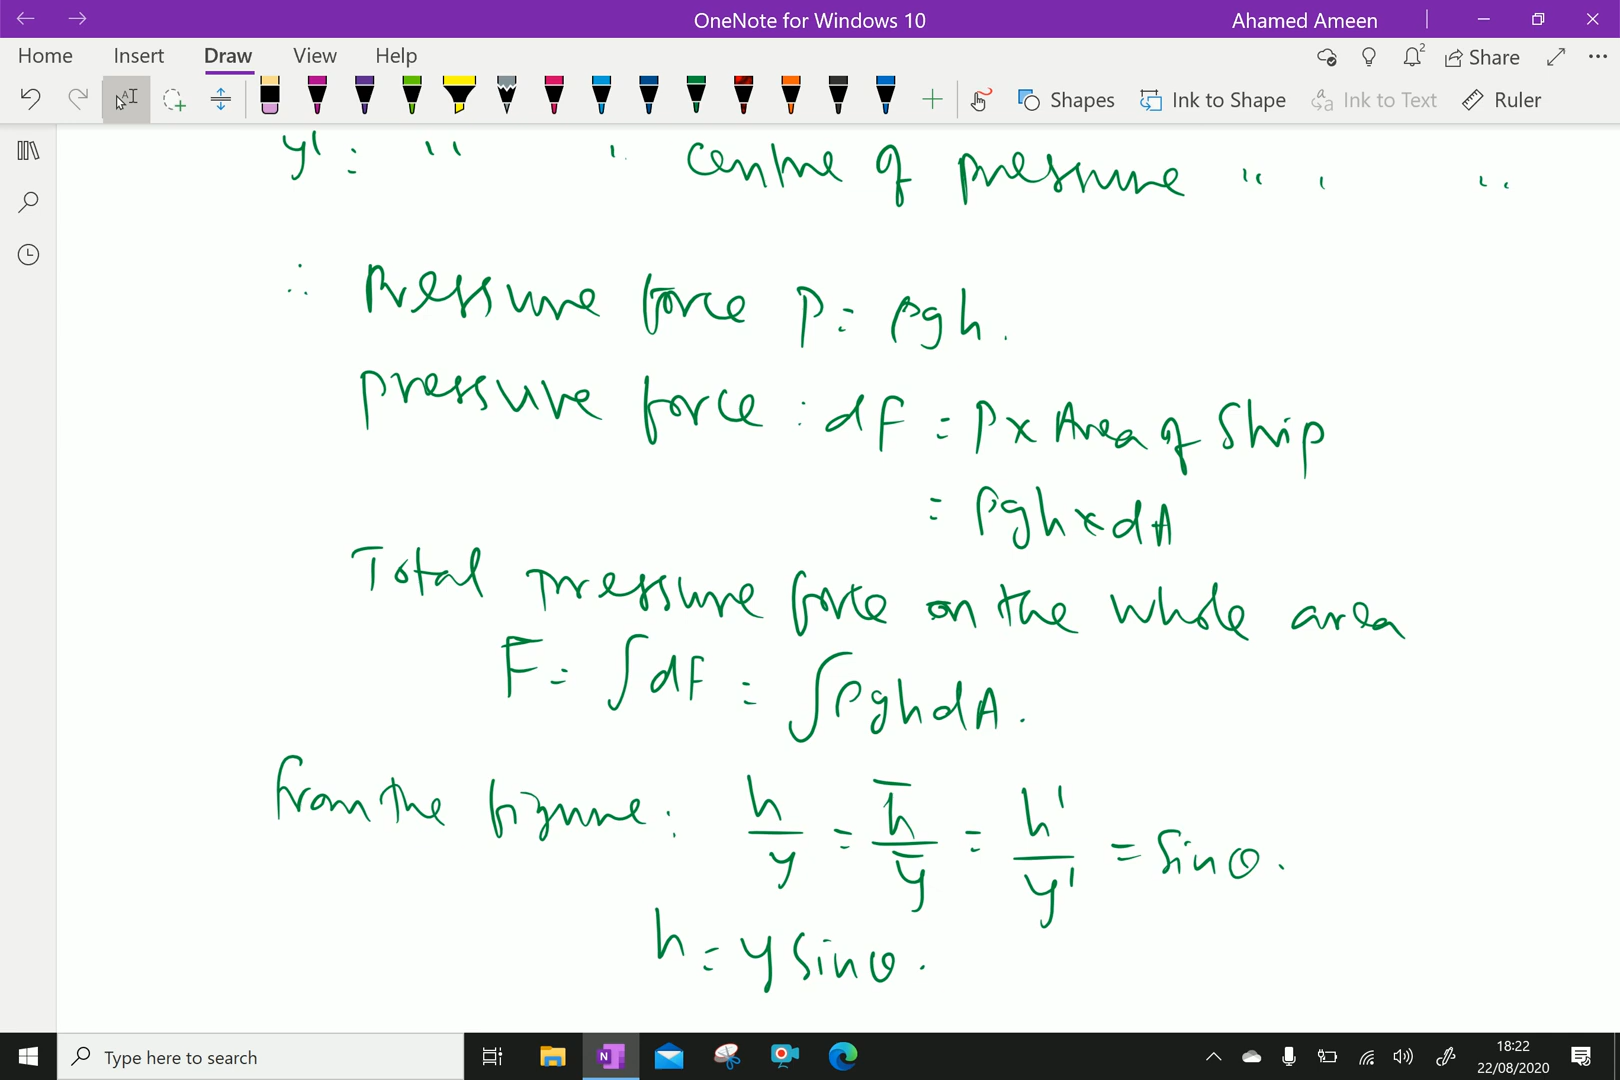 OneNote for Windows 10
Ahamed Ameen
Home Insert Draw View Help
2 Share
Shapes Ink to Shape Ink to Text Ruler
y' : '' ' centre of pressure '' ' ''
∴ Pressure force P = ρgh.
pressure force : dF = P x Area of Ship
= ρgh x dA
Total pressure force on the whole area
F = ∫dF = ∫ρghdA.
from the figure : h/y = h̅/y̅ = h'/y' = Sinθ.
h = y Sinθ.
Type here to search
18:22
22/08/2020